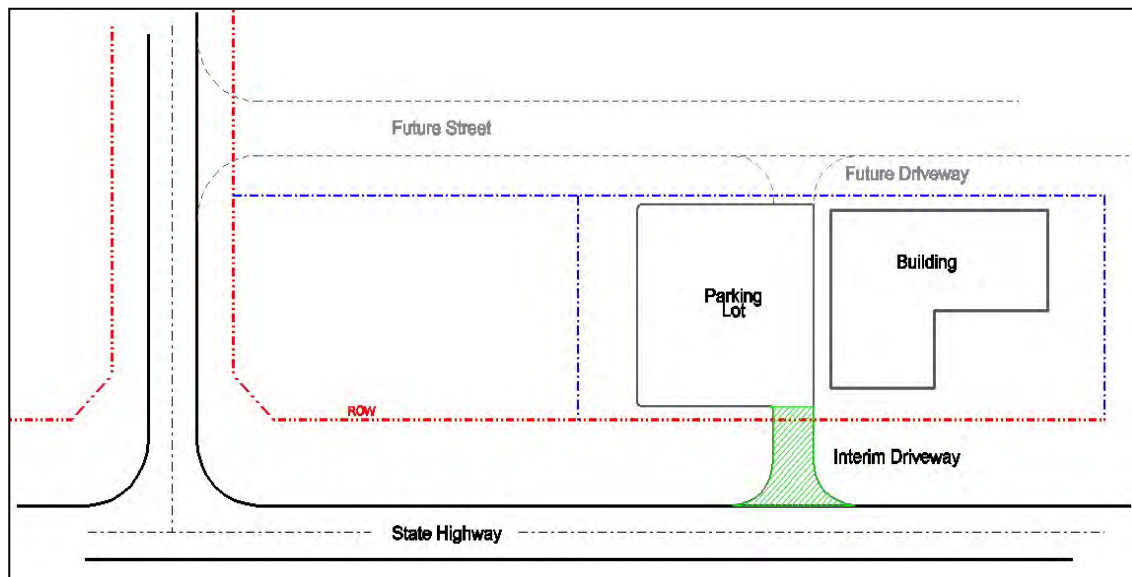 Future Street
Future Driveway
Building
Parking
Lot
ROW
Interim Driveway
State Highway